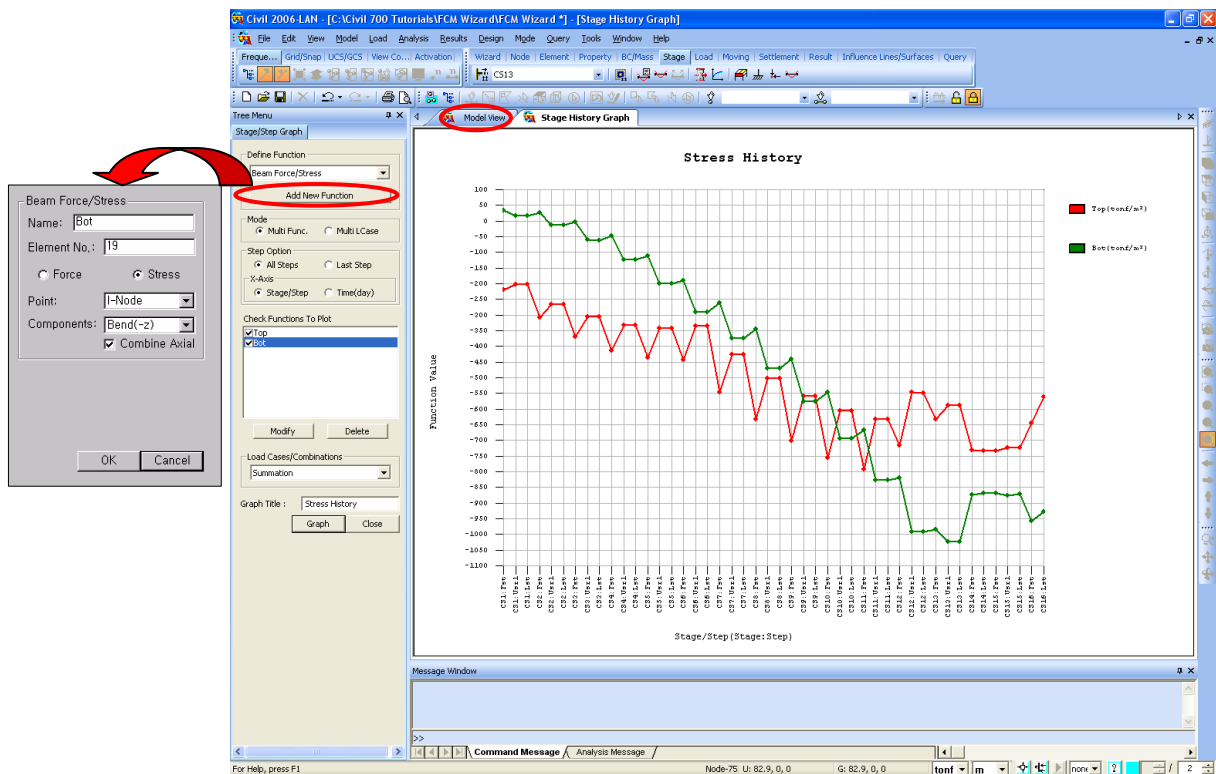 Civil 2006-LAN - [C:\Civil 700 Tutorials\FCM Wizard\FCM Wizard *] - [Stage History Graph]
File Edit View Model Load Analysis Results Design Mode Query Tools Window Help
Freque... Grid/Snap UCS/GCS View Co... Activation Wizard Node Element Property BC/Mass Stage Load Moving Settlement Result Influence Lines/Surfaces Query
CS13
Tree Menu
Model View Stage History Graph
Stage/Step Graph
Define Function
Beam Force/Stress
Add New Function
Mode
Multi Func. Multi LCase
Step Option
All Steps Last Step
X-Axis
Stage/Step Time(day)
Check Functions To Plot
Top
Bot
Modify Delete
Load Cases/Combinations
Summation
Graph Title : Stress History
Graph Close
Beam Force/Stress
Name: Bot
Element No.: 19
Force Stress
Point: I-Node
Components: Bend(-z)
Combine Axial
OK Cancel
Stress History
Top(tonf/m²)
Bot(tonf/m²)
Function Value
100
50
0
-50
-100
-150
-200
-250
-300
-350
-400
-450
-500
-550
-600
-650
-700
-750
-800
-850
-900
-950
-1000
-1050
-1100
Stage/Step(Stage:Step)
Message Window
>>
Command Message Analysis Message
For Help, press F1
Node-75 U: 82.9, 0, 0 G: 82.9, 0, 0 tonf m none ? / 2